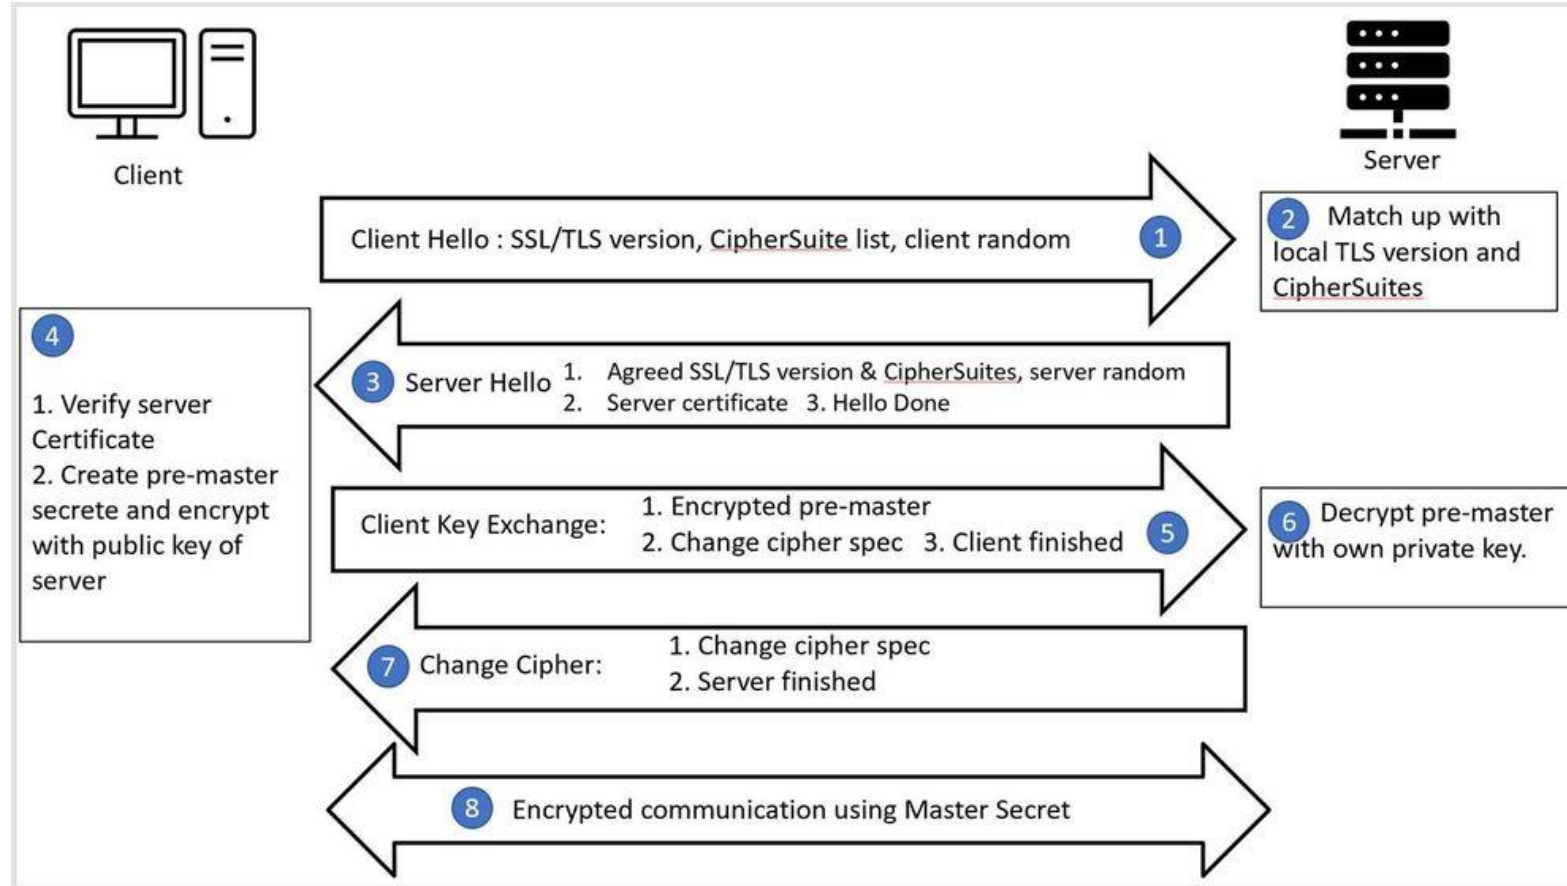 Client
Server
Client Hello : SSL/TLS version, CipherSuite list, client random
1
2 Match up with
local TLS version and
CipherSuites
3 Server Hello
1. Agreed SSL/TLS version & CipherSuites, server random
2. Server certificate 3. Hello Done
4
1. Verify server
Certificate
2. Create pre-master
secrete and encrypt
with public key of
server
Client Key Exchange:
1. Encrypted pre-master
2. Change cipher spec 3. Client finished
5
6 Decrypt pre-master
with own private key.
7 Change Cipher:
1. Change cipher spec
2. Server finished
8 Encrypted communication using Master Secret